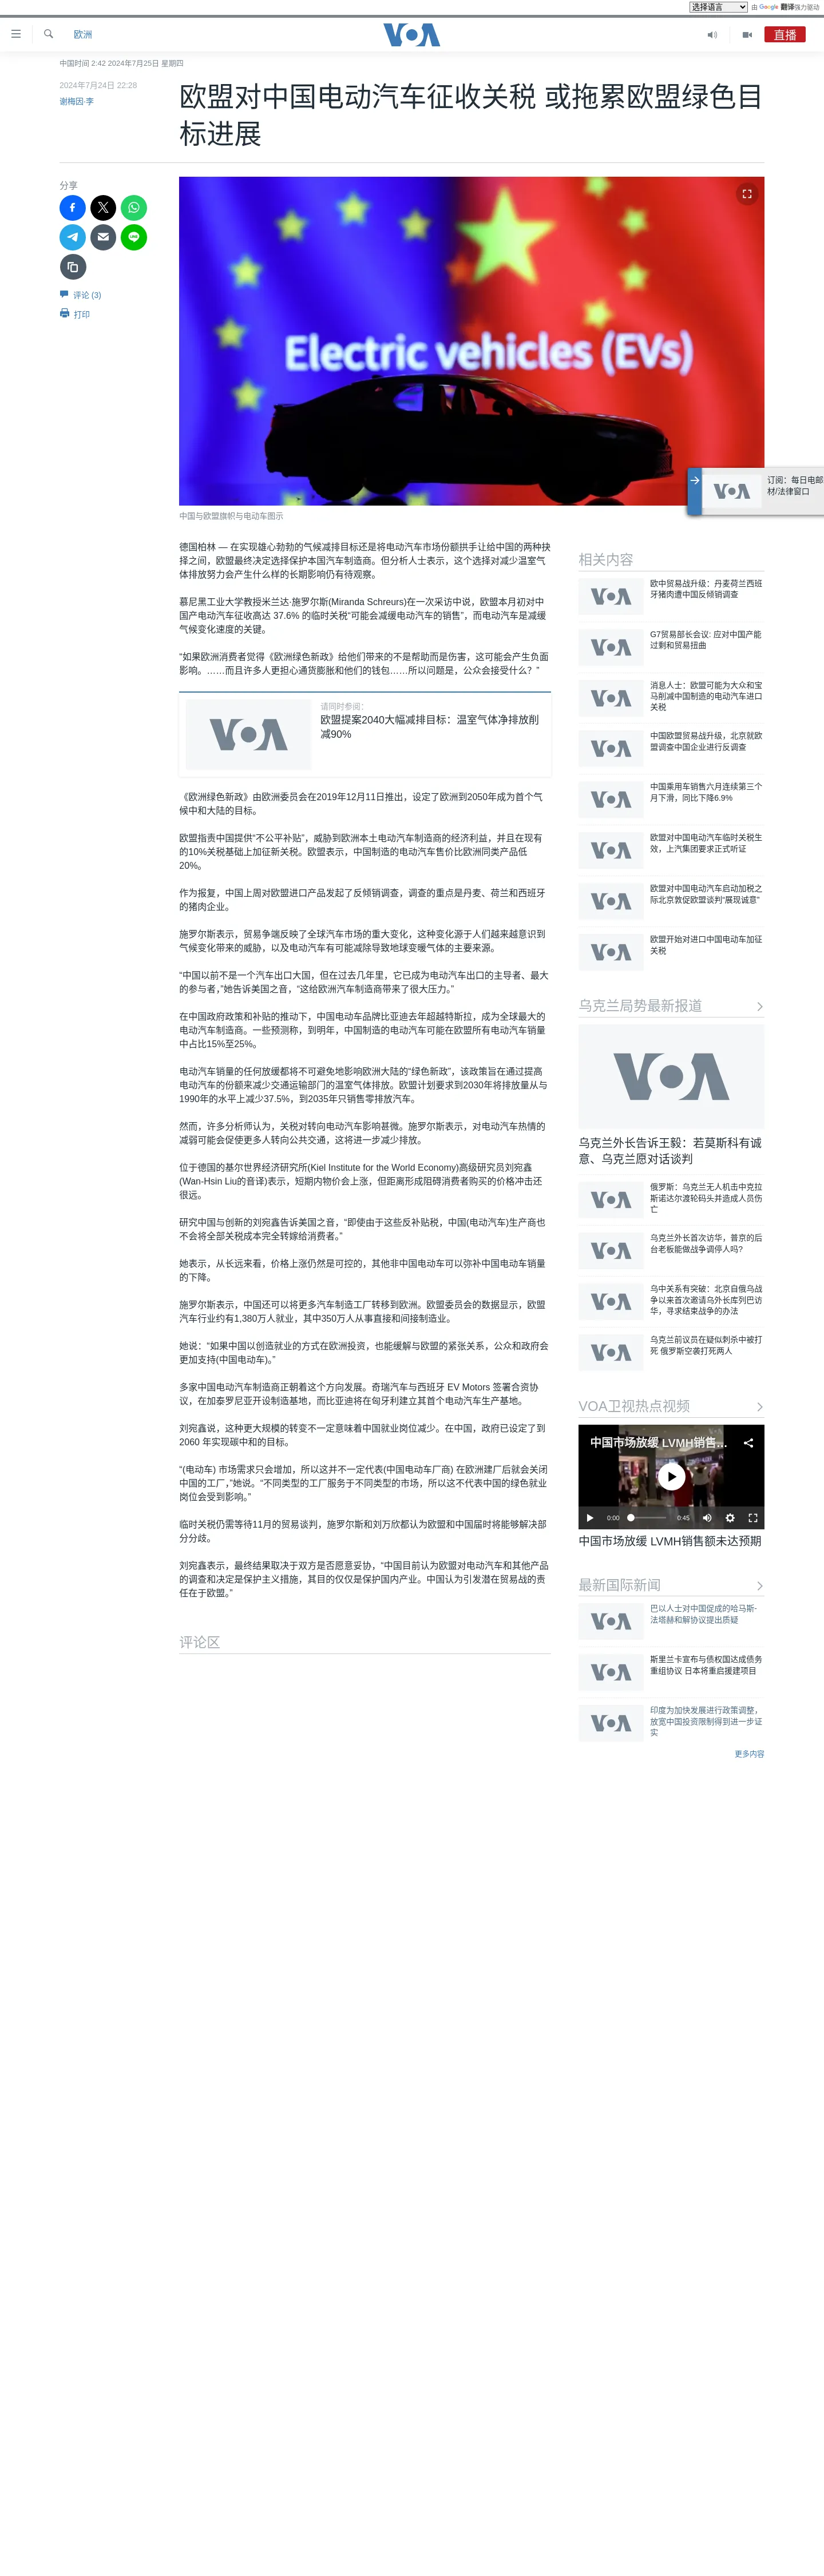 选择语言 由 Google 翻译强力驱动
欧洲
VOA
直播
中国时间 2:42 2024年7月25日 星期四
2024年7月24日 22:28
谢梅因·李
欧盟对中国电动汽车征收关税 或拖累欧盟绿色目
标进展
分享
评论 (3)
打印
Electric vehicles (EVs)
中国与欧盟旗帜与电动车图示
VOA
订阅：每日电邮
材/法律窗口
德国柏林 — 在实现雄心勃勃的气候减排目标还是将电动汽车市场份额拱手让给中国的两种抉
择之间，欧盟最终决定选择保护本国汽车制造商。但分析人士表示，这个选择对减少温室气
体排放努力会产生什么样的长期影响仍有待观察。
慕尼黑工业大学教授米兰达·施罗尔斯(Miranda Schreurs)在一次采访中说，欧盟本月初对中
国产电动汽车征收高达 37.6% 的临时关税“可能会减缓电动汽车的销售”，而电动汽车是减缓
气候变化速度的关键。
“如果欧洲消费者觉得《欧洲绿色新政》给他们带来的不是帮助而是伤害，这可能会产生负面
影响。……而且许多人更担心通货膨胀和他们的钱包……所以问题是，公众会接受什么？”
VOA
请同时参阅：
欧盟提案2040大幅减排目标：温室气体净排放削
减90%
《欧洲绿色新政》由欧洲委员会在2019年12月11日推出，设定了欧洲到2050年成为首个气
候中和大陆的目标。
欧盟指责中国提供“不公平补贴”，威胁到欧洲本土电动汽车制造商的经济利益，并且在现有
的10%关税基础上加征新关税。欧盟表示，中国制造的电动汽车售价比欧洲同类产品低
20%。
作为报复，中国上周对欧盟进口产品发起了反倾销调查，调查的重点是丹麦、荷兰和西班牙
的猪肉企业。
施罗尔斯表示，贸易争端反映了全球汽车市场的重大变化，这种变化源于人们越来越意识到
气候变化带来的威胁，以及电动汽车有可能减除导致地球变暖气体的主要来源。
“中国以前不是一个汽车出口大国，但在过去几年里，它已成为电动汽车出口的主导者、最大
的参与者，”她告诉美国之音，“这给欧洲汽车制造商带来了很大压力。”
在中国政府政策和补贴的推动下，中国电动车品牌比亚迪去年超越特斯拉，成为全球最大的
电动汽车制造商。一些预测称，到明年，中国制造的电动汽车可能在欧盟所有电动汽车销量
中占比15%至25%。
电动汽车销量的任何放缓都将不可避免地影响欧洲大陆的“绿色新政”，该政策旨在通过提高
电动汽车的份额来减少交通运输部门的温室气体排放。欧盟计划要求到2030年将排放量从与
1990年的水平上减少37.5%，到2035年只销售零排放汽车。
然而，许多分析师认为，关税对转向电动汽车影响甚微。施罗尔斯表示，对电动汽车热情的
减弱可能会促使更多人转向公共交通，这将进一步减少排放。
位于德国的基尔世界经济研究所(Kiel Institute for the World Economy)高级研究员刘宛鑫
(Wan-Hsin Liu的音译)表示，短期内物价会上涨，但距离形成阻碍消费者购买的价格冲击还
很远。
研究中国与创新的刘宛鑫告诉美国之音，“即使由于这些反补贴税，中国(电动汽车)生产商也
不会将全部关税成本完全转嫁给消费者。”
她表示，从长远来看，价格上涨仍然是可控的，其他非中国电动车可以弥补中国电动车销量
的下降。
施罗尔斯表示，中国还可以将更多汽车制造工厂转移到欧洲。欧盟委员会的数据显示，欧盟
汽车行业约有1,380万人就业，其中350万人从事直接和间接制造业。
她说：“如果中国以创造就业的方式在欧洲投资，也能缓解与欧盟的紧张关系，公众和政府会
更加支持(中国电动车)。”
多家中国电动汽车制造商正朝着这个方向发展。奇瑞汽车与西班牙 EV Motors 签署合资协
议，在加泰罗尼亚开设制造基地，而比亚迪将在匈牙利建立其首个电动汽车生产基地。
刘宛鑫说，这种更大规模的转变不一定意味着中国就业岗位减少。在中国，政府已设定了到
2060 年实现碳中和的目标。
“(电动车) 市场需求只会增加，所以这并不一定代表(中国电动车厂商) 在欧洲建厂后就会关闭
中国的工厂，”她说。“不同类型的工厂服务于不同类型的市场，所以这不代表中国的绿色就业
岗位会受到影响。”
临时关税仍需等待11月的贸易谈判，施罗尔斯和刘万欣都认为欧盟和中国届时将能够解决部
分分歧。
刘宛鑫表示，最终结果取决于双方是否愿意妥协，“中国目前认为欧盟对电动汽车和其他产品
的调查和决定是保护主义措施，其目的仅仅是保护国内产业。中国认为引发潜在贸易战的责
任在于欧盟。”
评论区
相关内容
VOA
欧中贸易战升级：丹麦荷兰西班
牙猪肉遭中国反倾销调查
VOA
G7贸易部长会议: 应对中国产能
过剩和贸易扭曲
VOA
消息人士：欧盟可能为大众和宝
马削减中国制造的电动汽车进口
关税
VOA
中国欧盟贸易战升级，北京就欧
盟调查中国企业进行反调查
VOA
中国乘用车销售六月连续第三个
月下滑，同比下降6.9%
VOA
欧盟对中国电动汽车临时关税生
效，上汽集团要求正式听证
VOA
欧盟对中国电动汽车启动加税之
际北京敦促欧盟谈判“展现诚意”
VOA
欧盟开始对进口中国电动车加征
关税
乌克兰局势最新报道
VOA
乌克兰外长告诉王毅：若莫斯科有诚
意、乌克兰愿对话谈判
VOA
俄罗斯：乌克兰无人机击中克拉
斯诺达尔渡轮码头并造成人员伤
亡
VOA
乌克兰外长首次访华，普京的后
台老板能做战争调停人吗?
VOA
乌中关系有突破：北京自俄乌战
争以来首次邀请乌外长库列巴访
华，寻求结束战争的办法
VOA
乌克兰前议员在疑似刺杀中被打
死 俄罗斯空袭打死两人
VOA卫视热点视频
中国市场放缓 LVMH销售...
0:00 0:45
中国市场放缓 LVMH销售额未达预期
最新国际新闻
VOA
巴以人士对中国促成的哈马斯-
法塔赫和解协议提出质疑
VOA
斯里兰卡宣布与债权国达成债务
重组协议 日本将重启援建项目
VOA
印度为加快发展进行政策调整，
放宽中国投资限制得到进一步证
实
更多内容